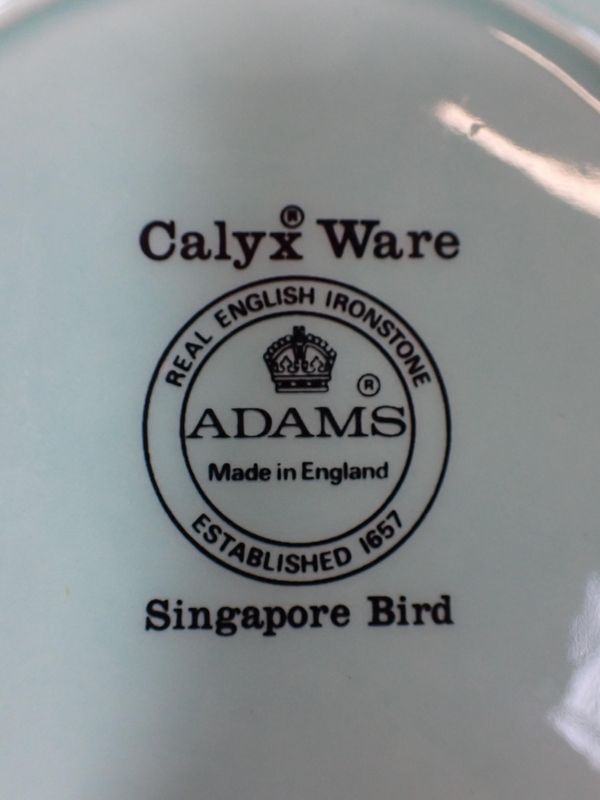 Calyx® Ware
REAL ENGLISH IRONSTONE
®
ADAMS
Made in England
ESTABLISHED 1657
Singapore Bird